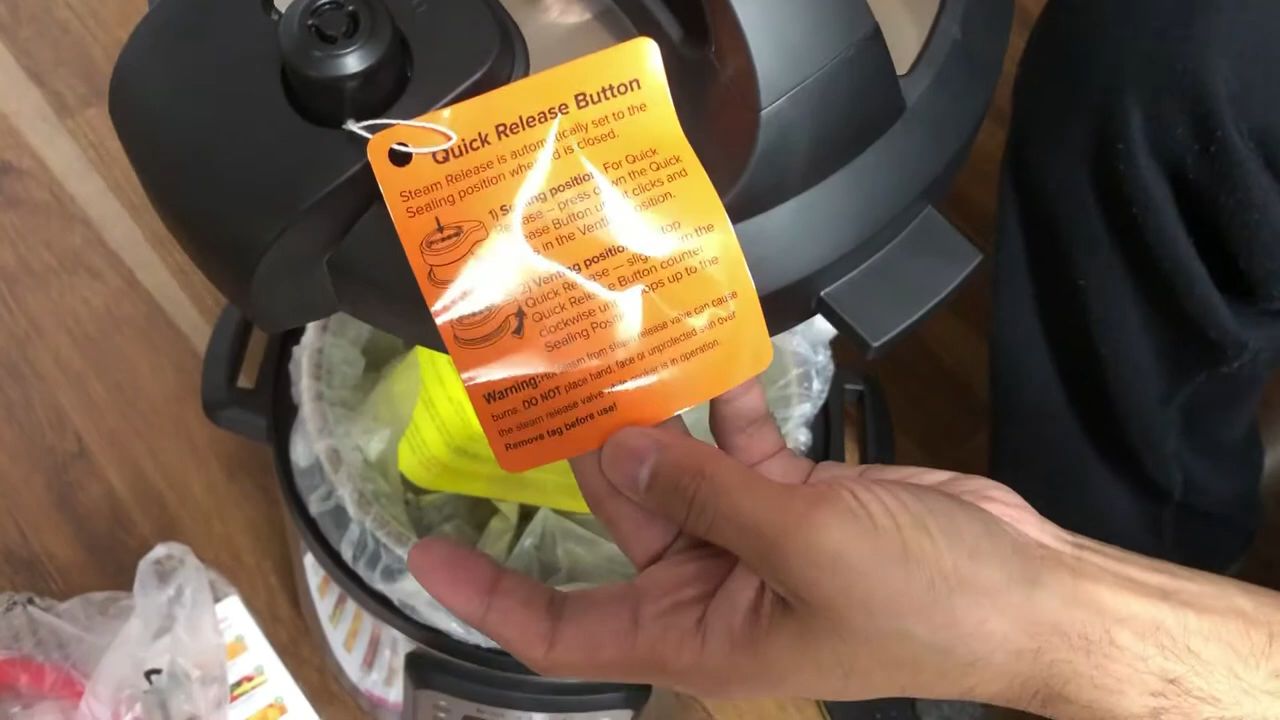 Quick Release Button
Steam Release is automatically set to the
Sealing position when lid is closed.
1) Sealing position: For Quick
Release – press down the Quick
Release Button until it clicks and
is in the Venting Position.
2) Venting position: stop
Quick Release — slightly turn the
Quick Release Button counter
clockwise until pops up to the
Sealing Position
Warning: Hot steam from steam release valve can cause
burns. DO NOT place hand, face or unprotected skin over
the steam release valve while cooker is in operation.
Remove tag before use!